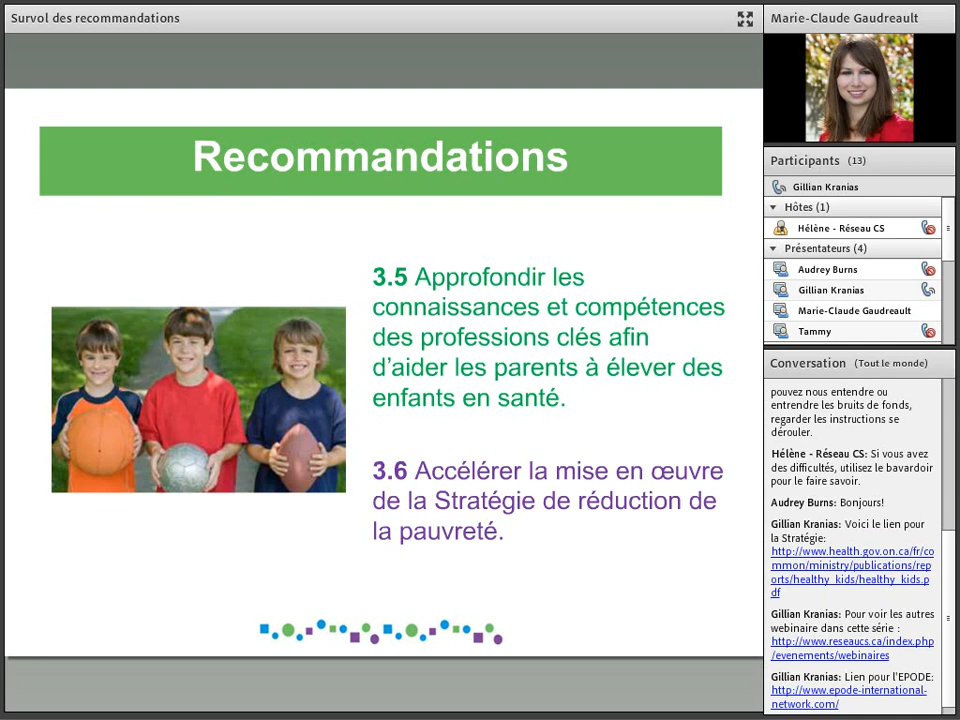 Survol des recommandations
Recommandations
3.5 Approfondir les
connaissances et compétences
des professions clés afin
d’aider les parents à élever des
enfants en santé.
3.6 Accélérer la mise en œuvre
de la Stratégie de réduction de
la pauvreté.
Marie-Claude Gaudreault
Participants (13)
Gillian Kranias
Hôtes (1)
Hélène - Réseau CS
Présentateurs (4)
Audrey Burns
Gillian Kranias
Marie-Claude Gaudreault
Tammy
Conversation (Tout le monde)
pouvez nous entendre ou
entrendre les bruits de fonds,
regarder les instructions se
dérouler.
Hélène - Réseau CS: Si vous avez
des difficultés, utilisez le bavardoir
pour le faire savoir.
Audrey Burns: Bonjours!
Gillian Kranias: Voici le lien pour
la Stratégie:
http://www.health.gov.on.ca/fr/co
mmon/ministry/publications/rep
orts/healthy_kids/healthy_kids.p
df
Gillian Kranias: Pour voir les autres
webinaire dans cette série :
http://www.reseaucs.ca/index.php
/evenements/webinaires
Gillian Kranias: Lien pour l'EPODE:
http://www.epode-international-
network.com/